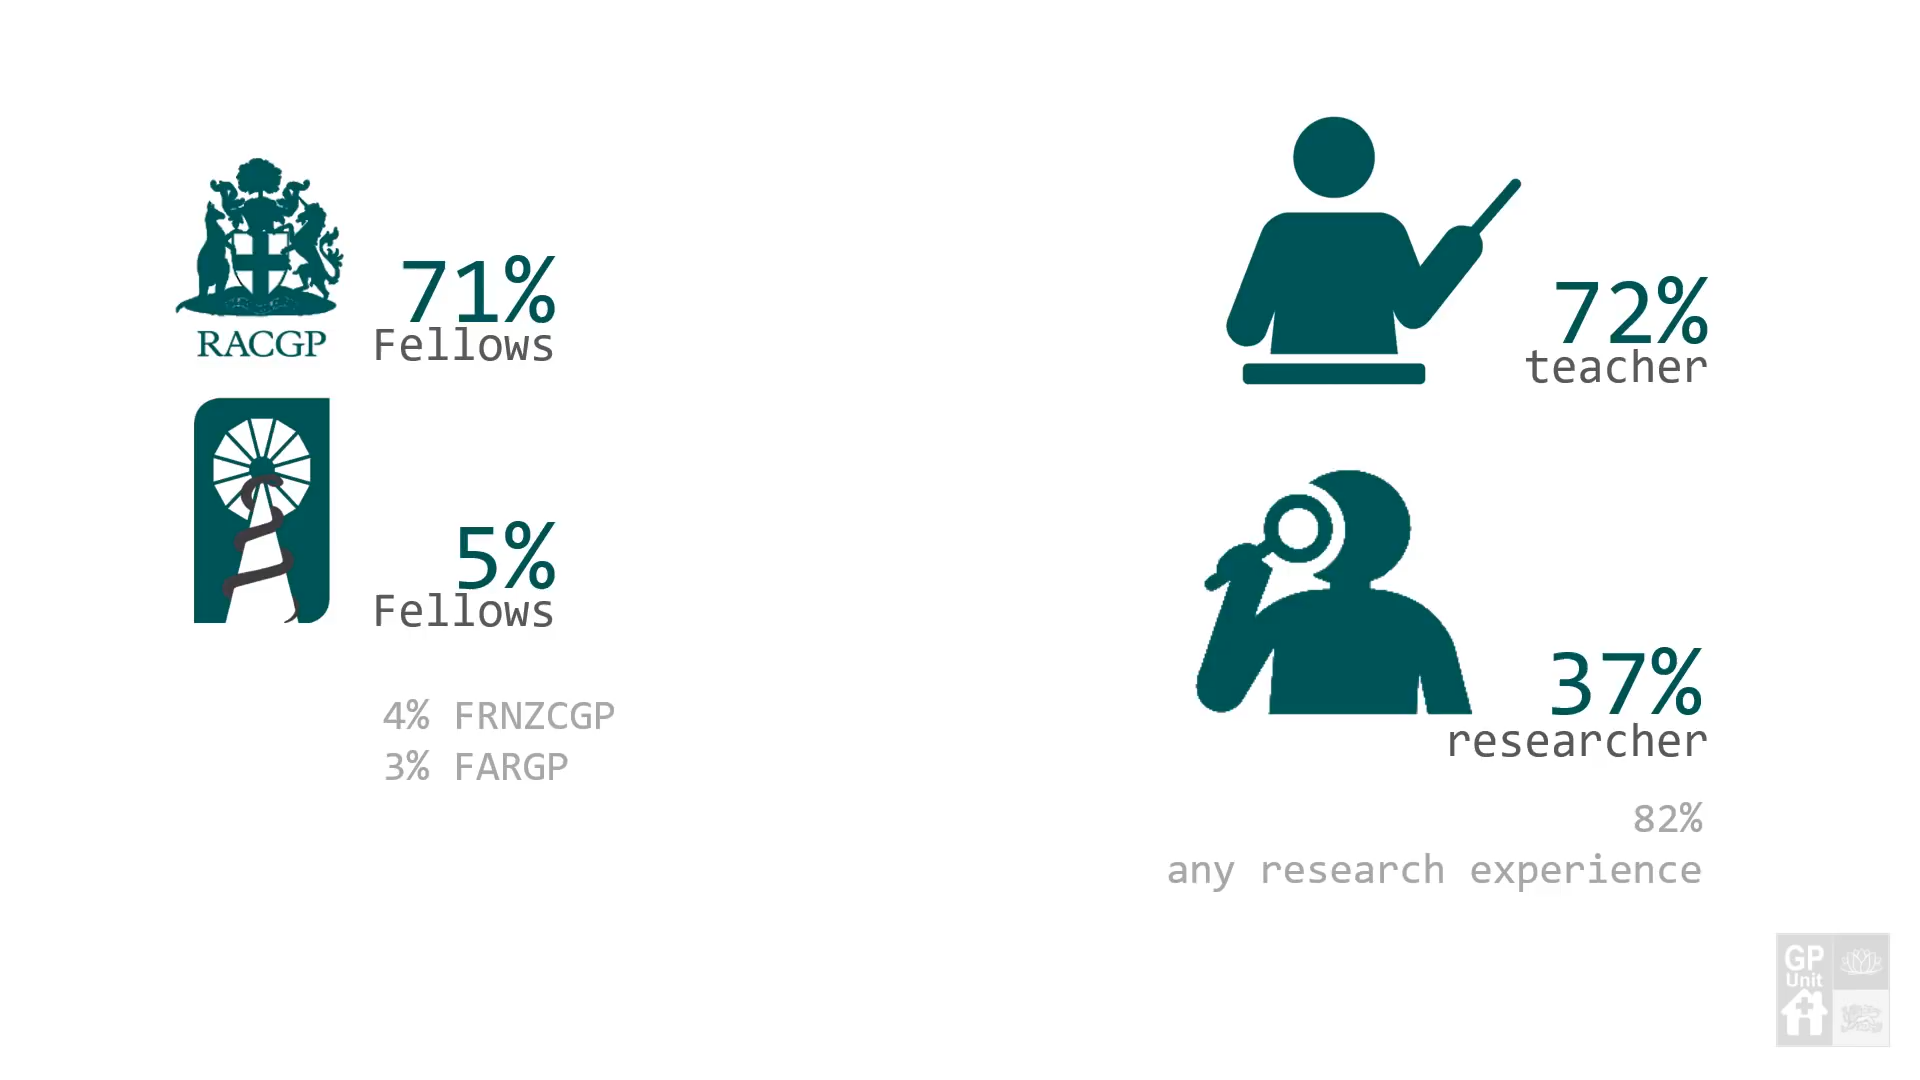 RACGP
71%
Fellows
5%
Fellows
4% FRNZCGP
3% FARGP
72%
teacher
37%
researcher
82%
any research experience
GP
Unit